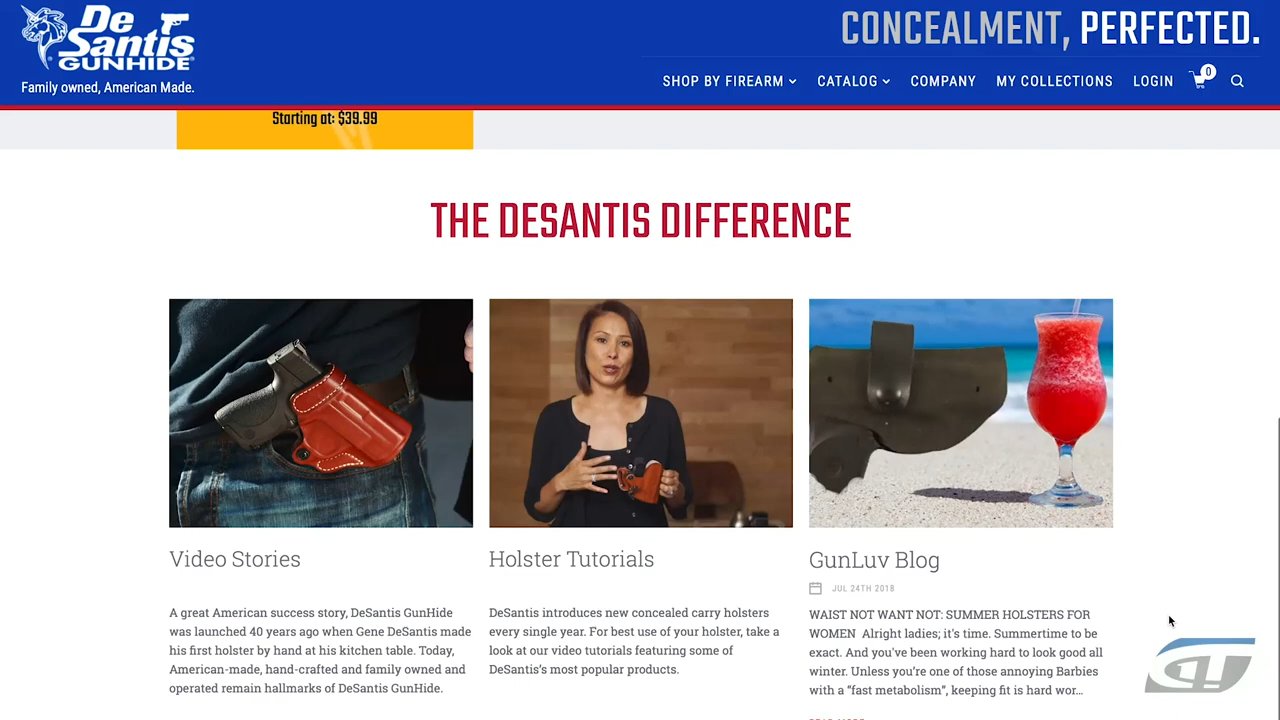 De Santis GUNHIDE®
Family owned, American Made.
CONCEALMENT, PERFECTED.
SHOP BY FIREARM
CATALOG
COMPANY
MY COLLECTIONS
LOGIN
0
Starting at: $39.99
THE DESANTIS DIFFERENCE
Video Stories
A great American success story, DeSantis GunHide
was launched 40 years ago when Gene DeSantis made
his first holster by hand at his kitchen table. Today,
American-made, hand-crafted and family owned and
operated remain hallmarks of DeSantis GunHide.
Holster Tutorials
DeSantis introduces new concealed carry holsters
every single year. For best use of your holster, take a
look at our video tutorials featuring some of
DeSantis's most popular products.
GunLuv Blog
JUL 24TH 2018
WAIST NOT WANT NOT: SUMMER HOLSTERS FOR
WOMEN Alright ladies; it's time. Summertime to be
exact. And you've been working hard to look good all
winter. Unless you're one of those annoying Barbies
with a "fast metabolism", keeping fit is hard wor...